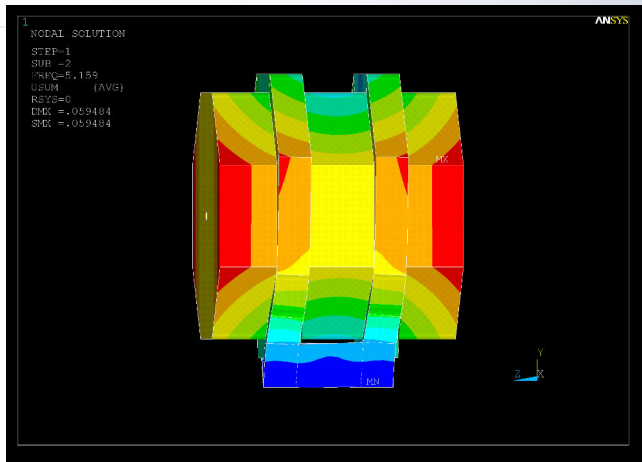 1
ANSYS
NODAL SOLUTION
STEP=1
SUB =2
FREQ=5.159
USUM (AVG)
RSYS=0
DMX =.059484
SMX =.059484
MX
MN
Y
Z X